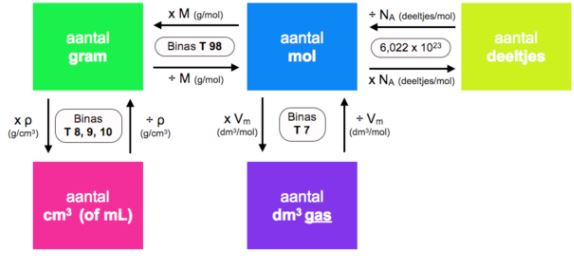 x M (g/mol)
÷ N_A (deeltjes/mol)
aantal
gram
Binas T 98
aantal
mol
6,022 x 10²³
aantal
deeltjes
÷ M (g/mol)
x N_A (deeltjes/mol)
x ρ
(g/cm³)
Binas
T 8, 9, 10
÷ ρ
(g/cm³)
x Vₘ
(dm³/mol)
Binas
T 7
÷ Vₘ
(dm³/mol)
aantal
cm³ (of mL)
aantal
dm³ gas